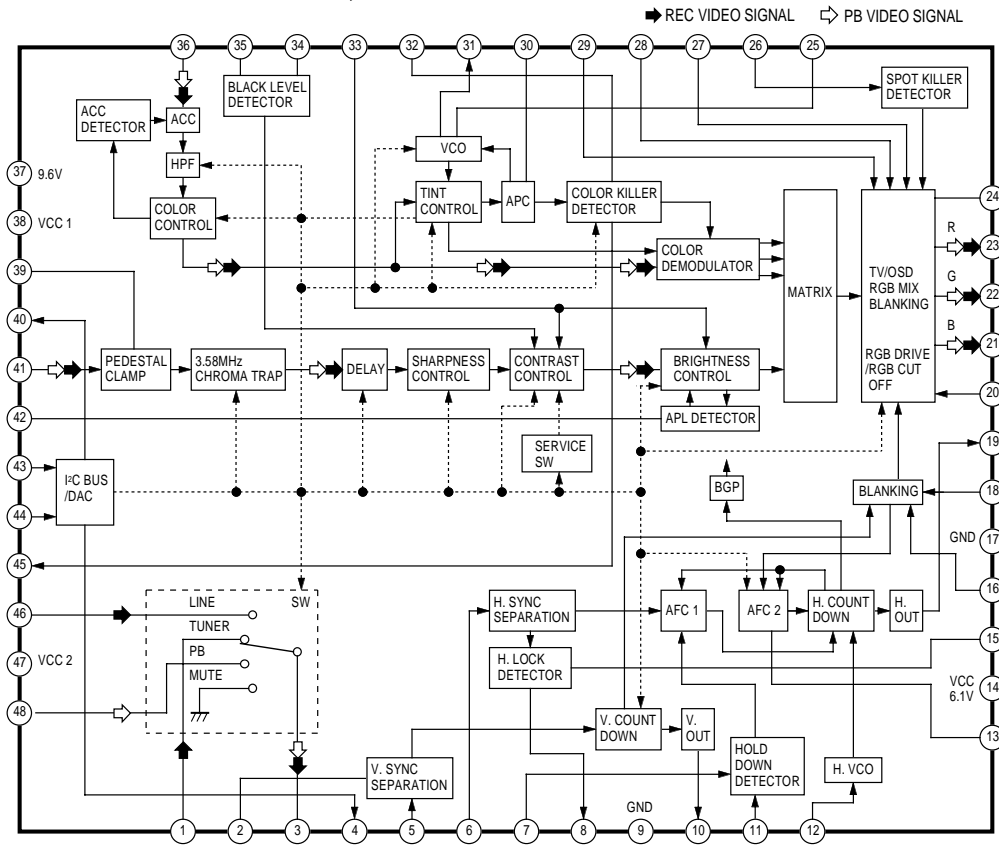 REC VIDEO SIGNAL PB VIDEO SIGNAL
36 35 34 33 32 31 30 29 28 27 26 25
BLACK LEVEL
DETECTOR
SPOT KILLER
DETECTOR
ACC
DETECTOR
ACC
HPF
VCO
37 9.6V
TINT
CONTROL
APC
COLOR KILLER
DETECTOR
COLOR
CONTROL
38 VCC 1
24
R
23
COLOR
DEMODULATOR
MATRIX
TV/OSD
RGB MIX
BLANKING
39
G
22
40
B
21
41
PEDESTAL
CLAMP
3.58MHz
CHROMA TRAP
DELAY
SHARPNESS
CONTROL
CONTRAST
CONTROL
BRIGHTNESS
CONTROL
RGB DRIVE
/RGB CUT
OFF
20
42
APL DETECTOR
SERVICE
SW
19
43
I²C BUS
/DAC
BGP
BLANKING
18
44
GND 17
45
16
LINE SW
46
TUNER
H. SYNC
SEPARATION
AFC 1
AFC 2
H. COUNT
DOWN
H.
OUT
15
PB
47 VCC 2
H. LOCK
DETECTOR
MUTE
VCC
6.1V
14
48
V. COUNT
DOWN
V.
OUT
13
V. SYNC
SEPARATION
HOLD
DOWN
DETECTOR
H. VCO
GND
1 2 3 4 5 6 7 8 9 10 11 12